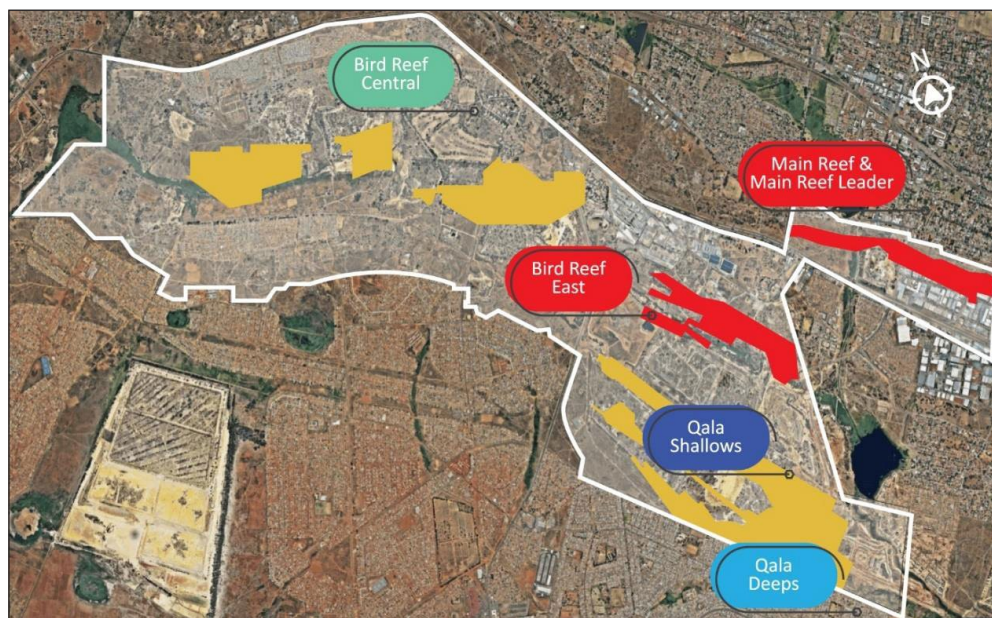 Bird Reef
Central
N
Main Reef &
Main Reef Leader
Bird Reef
East
Qala
Shallows
Qala
Deeps